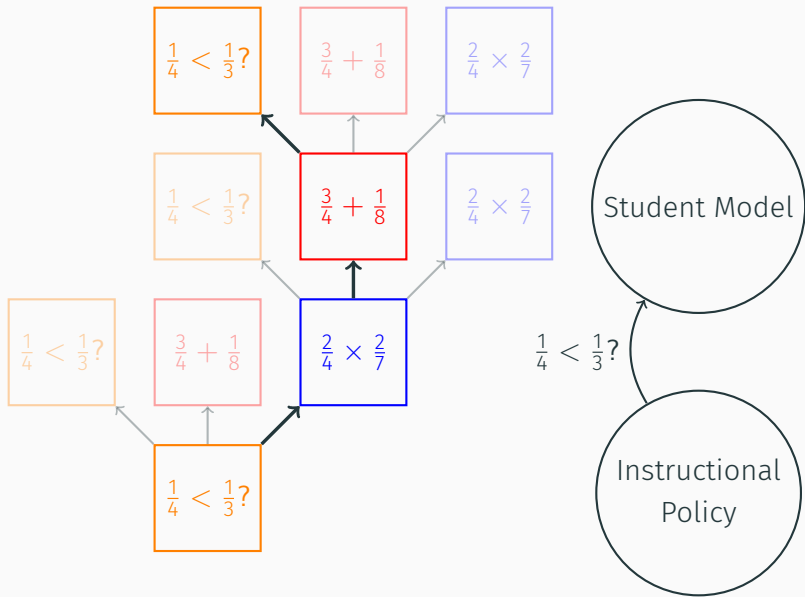 1/4 < 1/3? 3/4 + 1/8 2/4 × 2/7
1/4 < 1/3? 3/4 + 1/8 2/4 × 2/7
Student Model
1/4 < 1/3? 3/4 + 1/8 2/4 × 2/7
1/4 < 1/3?
1/4 < 1/3?
Instructional
Policy